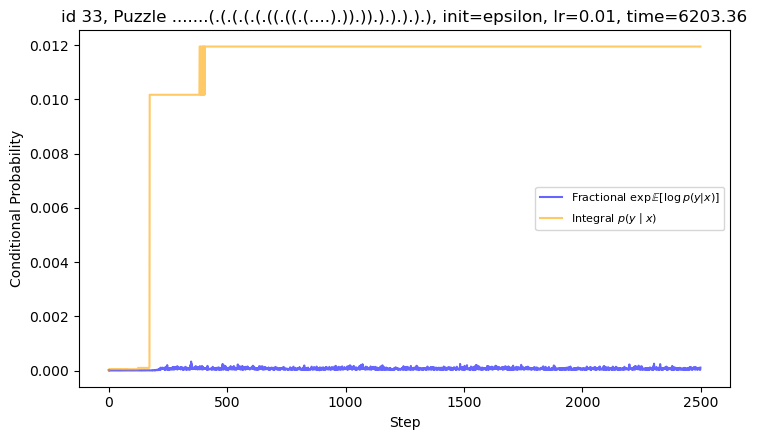 id 33, Puzzle .......(.(.(.(.(.((.((.(....).)).)).).).).).), init=epsilon, lr=0.01, time=6203.36
Conditional Probability
0.012
0.010
0.008
0.006
0.004
0.002
0.000
Fractional exp𝔼[log p(y|x)]
Integral p(y | x)
0
500
1000
1500
2000
2500
Step